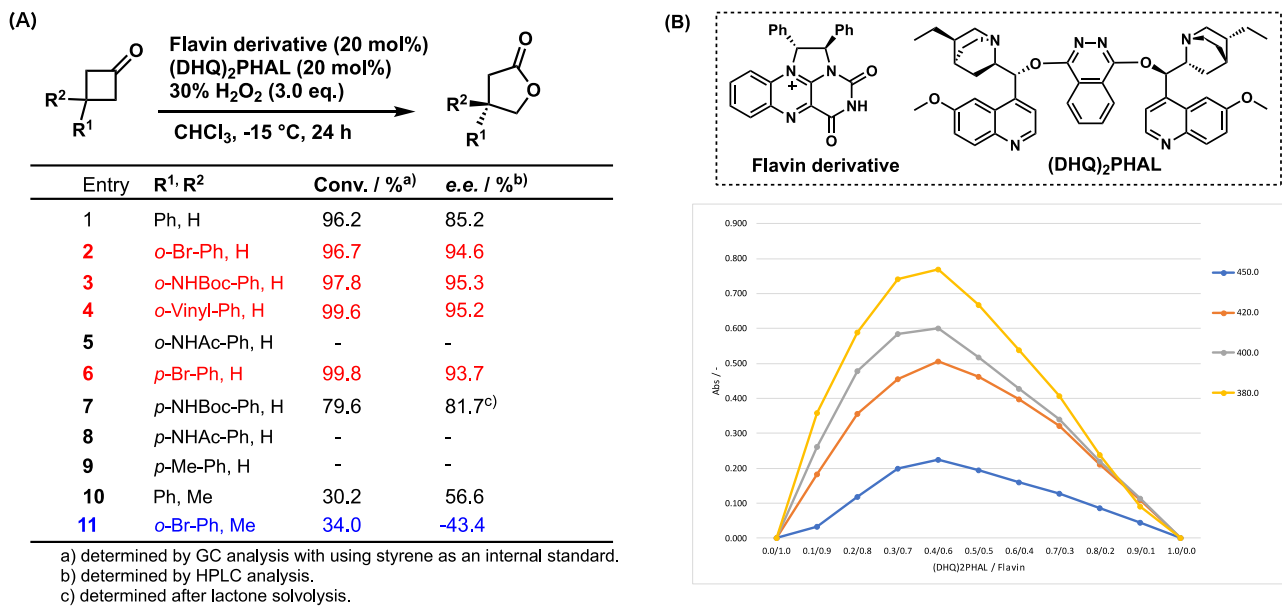 (A)
O
R²
R¹
Flavin derivative (20 mol%)
(DHQ)₂PHAL (20 mol%)
30% H₂O₂ (3.0 eq.)
CHCl₃, -15 °C, 24 h
O
O
R²
R¹
Entry R¹, R² Conv. / %ᵃ⁾ e.e. / %ᵇ⁾
1 Ph, H 96.2 85.2
2 o-Br-Ph, H 96.7 94.6
3 o-NHBoc-Ph, H 97.8 95.3
4 o-Vinyl-Ph, H 99.6 95.2
5 o-NHAc-Ph, H - -
6 p-Br-Ph, H 99.8 93.7
7 p-NHBoc-Ph, H 79.6 81.7ᶜ⁾
8 p-NHAc-Ph, H - -
9 p-Me-Ph, H - -
10 Ph, Me 30.2 56.6
11 o-Br-Ph, Me 34.0 -43.4
a) determined by GC analysis with using styrene as an internal standard.
b) determined by HPLC analysis.
c) determined after lactone solvolysis.
(B)
Ph Ph
N N N O
+
N NH
O
Flavin derivative
N N N N
O O
O O
N N
(DHQ)₂PHAL
0.900
0.800
0.700
0.600
0.500
0.400
0.300
0.200
0.100
0.000
Abs / -
0.0/1.0 0.1/0.9 0.2/0.8 0.3/0.7 0.4/0.6 0.5/0.5 0.6/0.4 0.7/0.3 0.8/0.2 0.9/0.1 1.0/0.0
(DHQ)2PHAL / Flavin
450.0
420.0
400.0
380.0